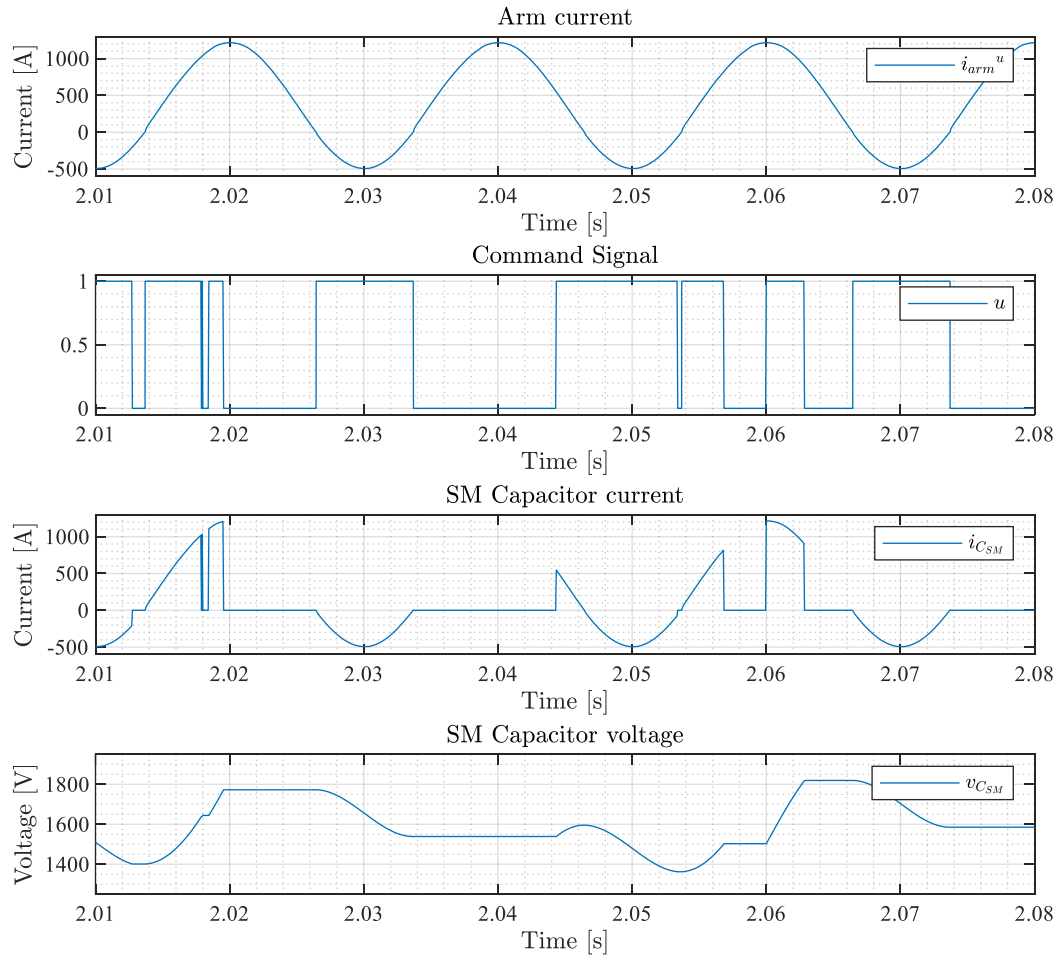 Arm current
Current [A]
1000
500
0
-500
i_arm^u
2.01 2.02 2.03 2.04 2.05 2.06 2.07 2.08
Time [s]
Command Signal
1
0.5
0
u
2.01 2.02 2.03 2.04 2.05 2.06 2.07 2.08
Time [s]
SM Capacitor current
Current [A]
1000
500
0
-500
i_C_SM
2.01 2.02 2.03 2.04 2.05 2.06 2.07 2.08
Time [s]
SM Capacitor voltage
Voltage [V]
1800
1600
1400
v_C_SM
2.01 2.02 2.03 2.04 2.05 2.06 2.07 2.08
Time [s]